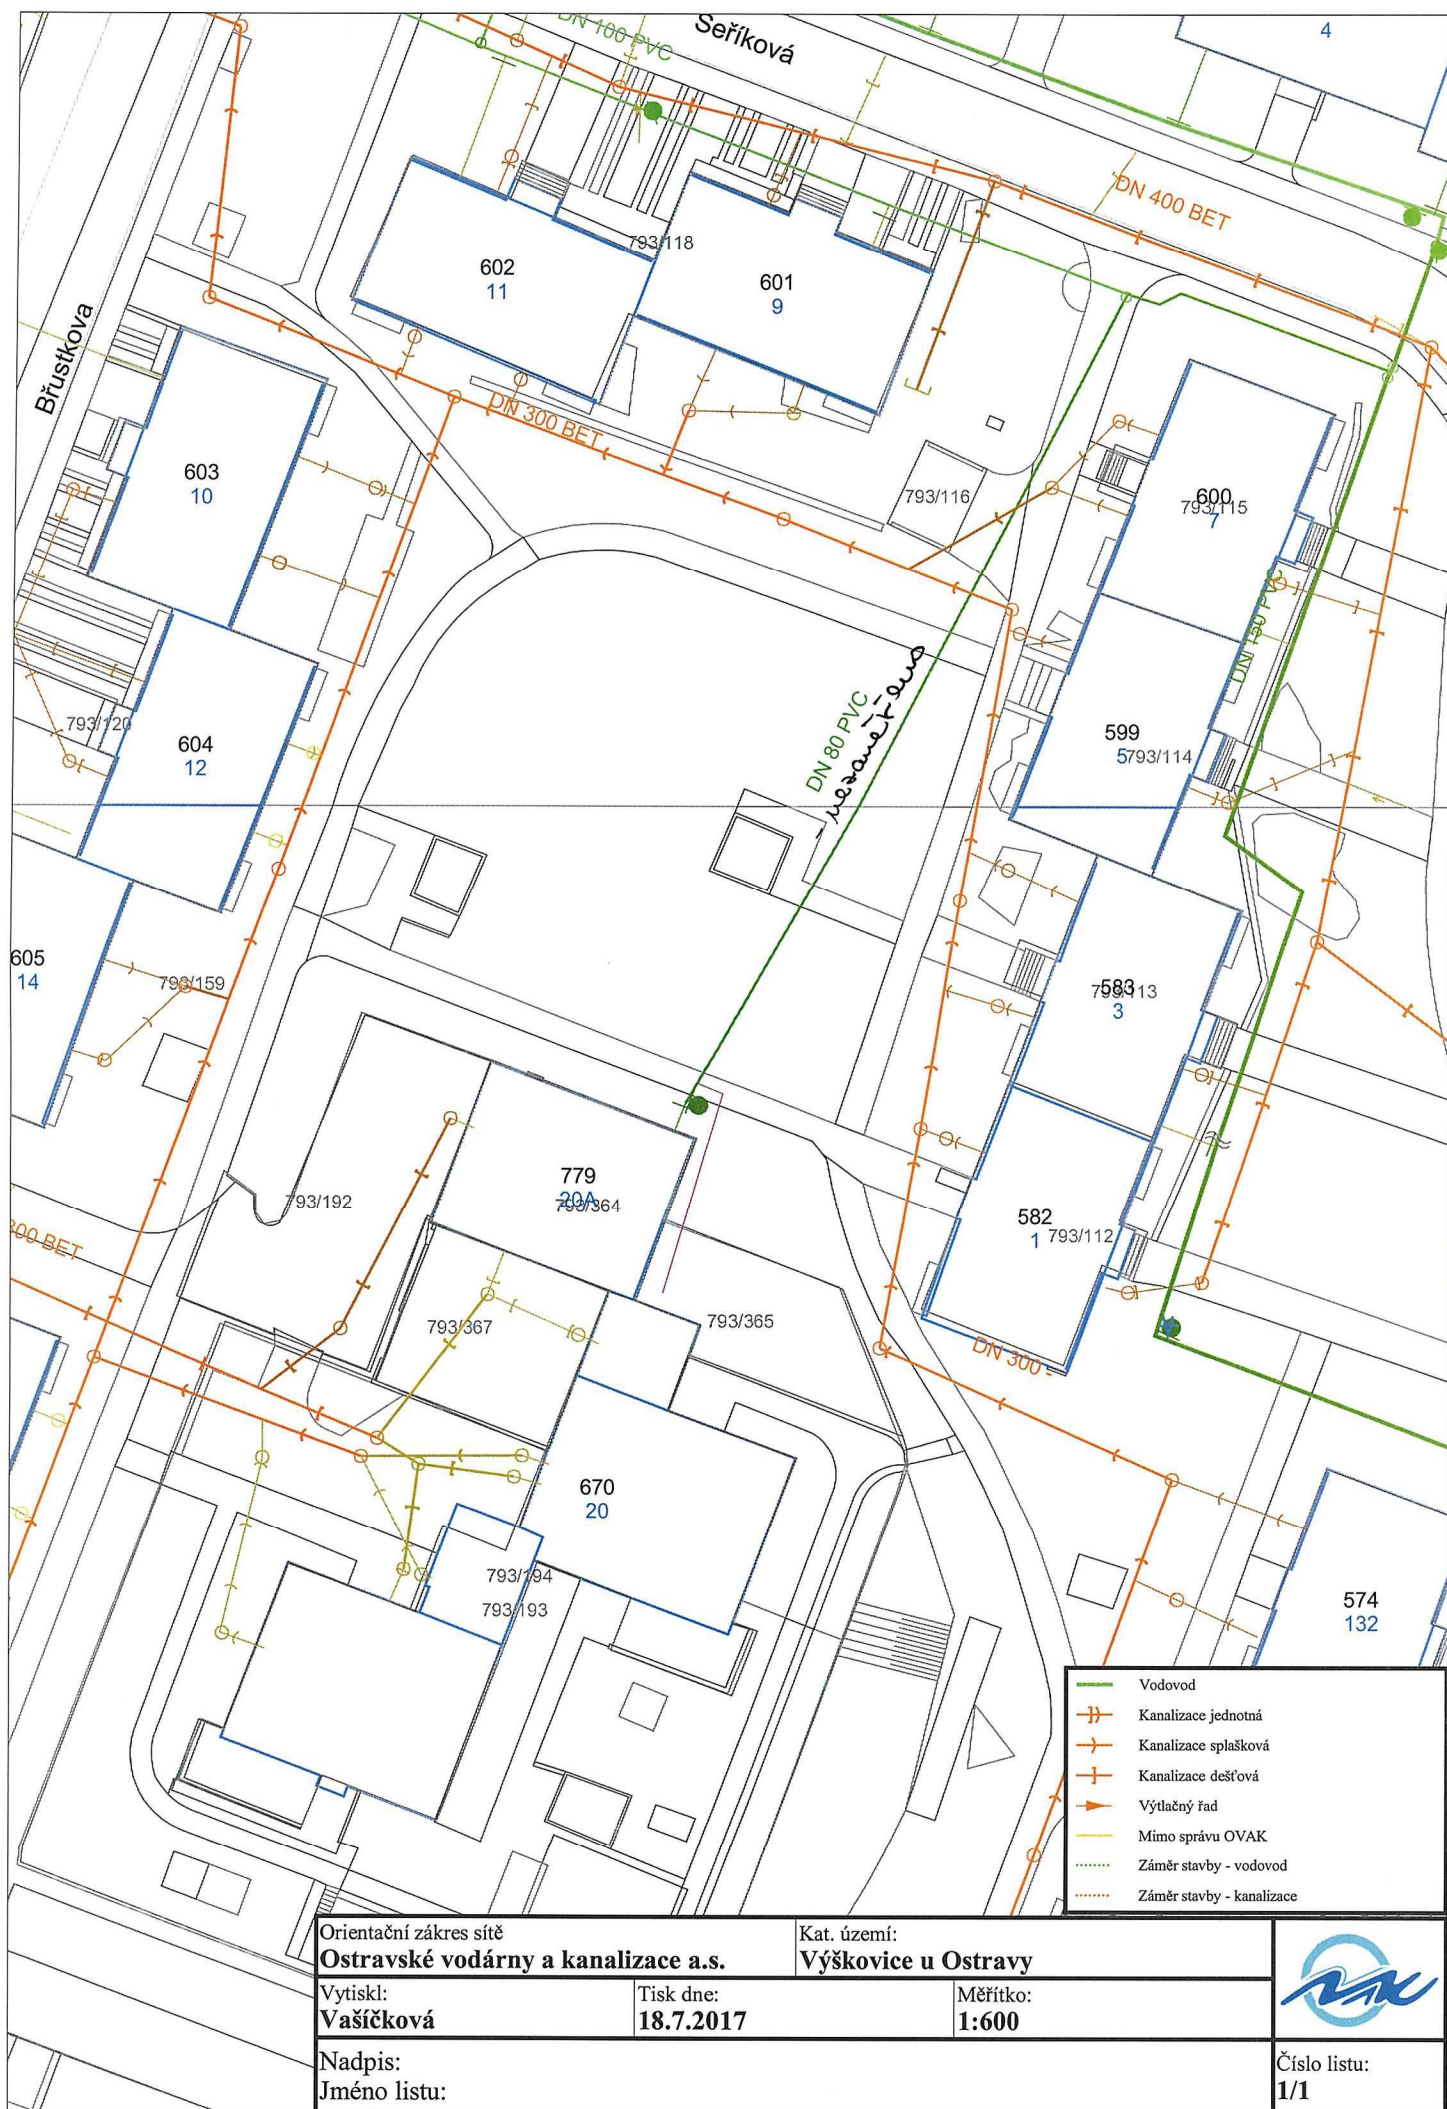 DN 100 PVC
Šeříková
4
DN 400 BET
793/118
602
11
601
9
Břustkova
DN 300 BET
603
10
793/116
600
793/115
7
DN 150 PVC
DN 80 PVC
793/120
604
12
599
5
793/114
605
14
793/159
583
793/113
3
779
20A
793/364
793/192
582
1
793/112
300 BET
793/367
793/365
DN 300 -
670
20
793/194
793/193
574
132
Vodovod
Kanalizace jednotná
Kanalizace splašková
Kanalizace dešťová
Výtlačný řad
Mimo správu OVAK
Záměr stavby - vodovod
Záměr stavby - kanalizace
Orientační zákres sítě
Ostravské vodárny a kanalizace a.s.
Kat. území:
Výškovice u Ostravy
Vytiskl:
Vašíčková
Tisk dne:
18.7.2017
Měřítko:
1:600
Nadpis:
Jméno listu:
Číslo listu:
1/1